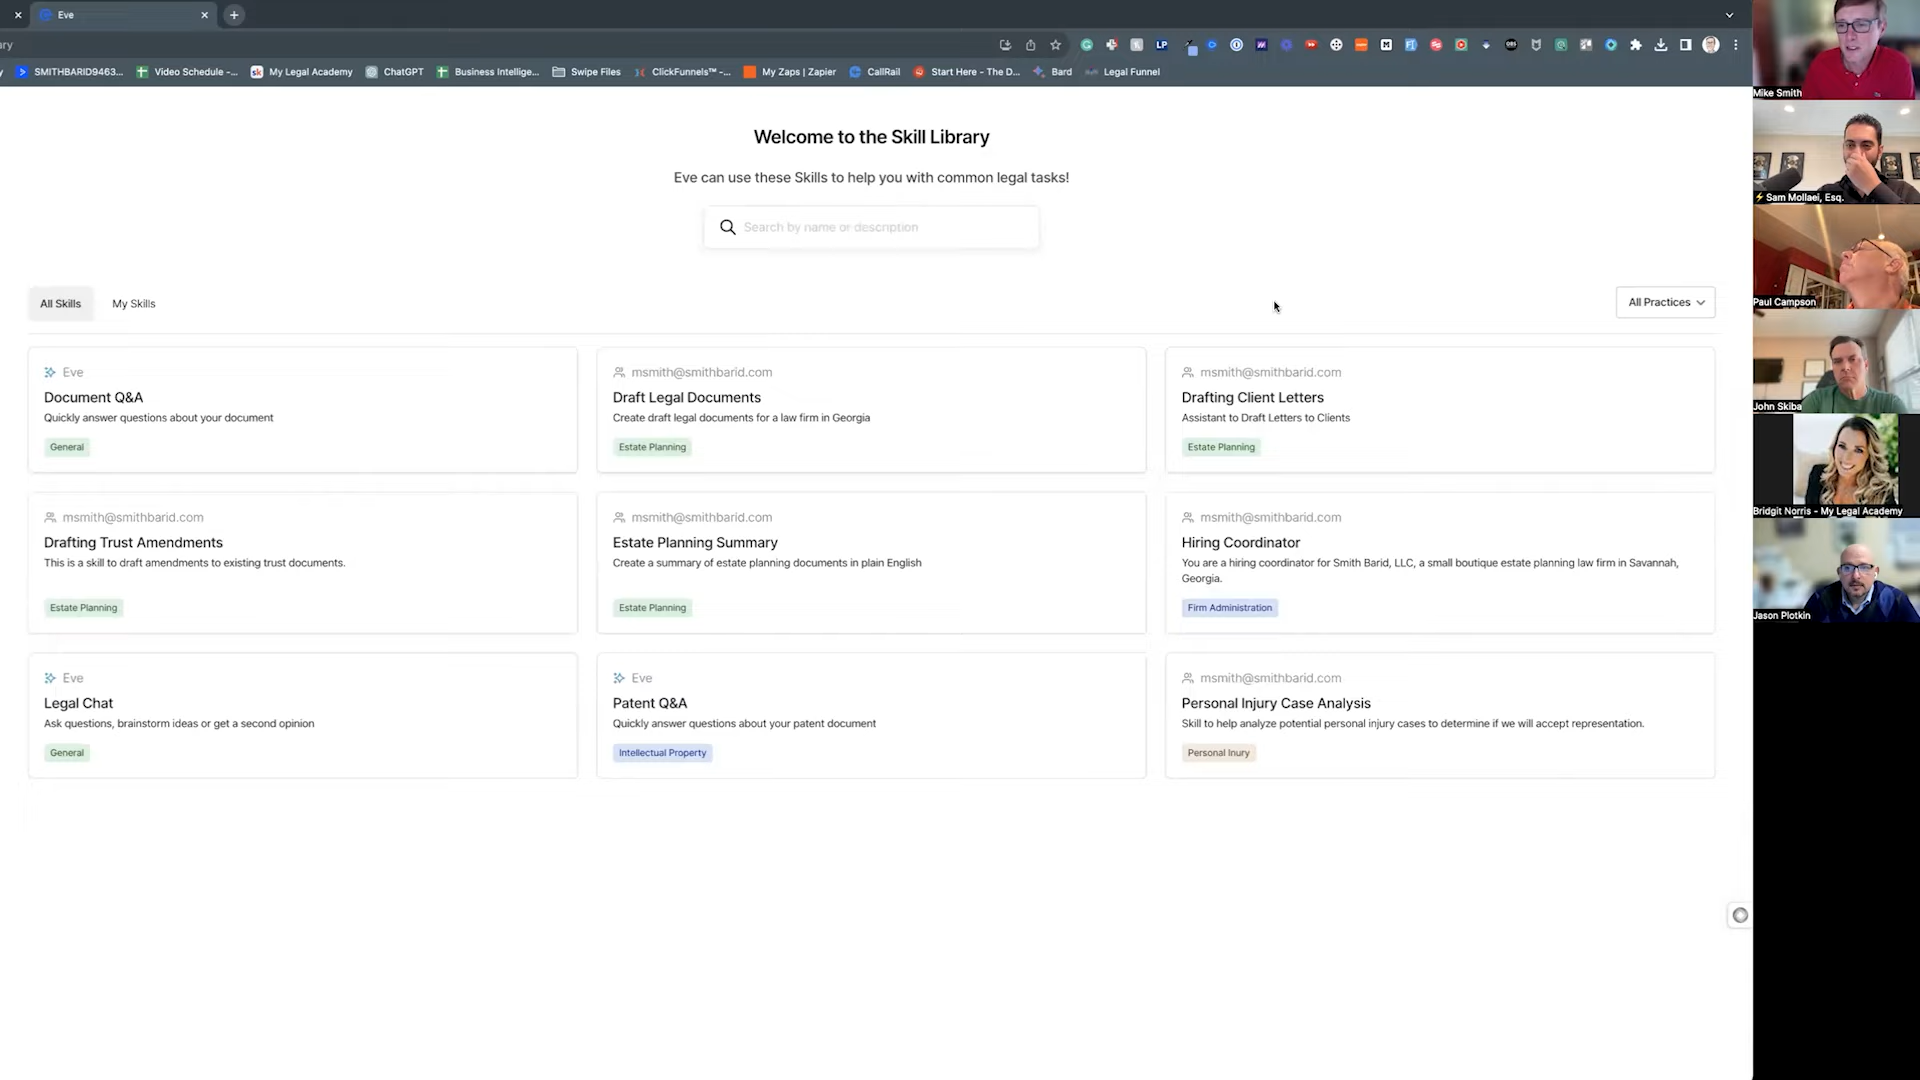 Eve
ary
SMITHBARID9463...
Video Schedule -...
My Legal Academy
ChatGPT
Business Intellige...
Swipe Files
ClickFunnels™ -...
My Zaps | Zapier
CallRail
Start Here - The D...
Bard
Legal Funnel
Welcome to the Skill Library
Eve can use these Skills to help you with common legal tasks!
Search by name or description
All Skills
My Skills
All Practices
Eve
Document Q&A
Quickly answer questions about your document
General
msmith@smithbarid.com
Draft Legal Documents
Create draft legal documents for a law firm in Georgia
Estate Planning
msmith@smithbarid.com
Drafting Client Letters
Assistant to Draft Letters to Clients
Estate Planning
msmith@smithbarid.com
Drafting Trust Amendments
This is a skill to draft amendments to existing trust documents.
Estate Planning
msmith@smithbarid.com
Estate Planning Summary
Create a summary of estate planning documents in plain English
Estate Planning
msmith@smithbarid.com
Hiring Coordinator
You are a hiring coordinator for Smith Barid, LLC, a small boutique estate planning law firm in Savannah,
Georgia.
Firm Administration
Eve
Legal Chat
Ask questions, brainstorm ideas or get a second opinion
General
Eve
Patent Q&A
Quickly answer questions about your patent document
Intellectual Property
msmith@smithbarid.com
Personal Injury Case Analysis
Skill to help analyze potential personal injury cases to determine if we will accept representation.
Personal Inury
Mike Smith
Sam Mollaei, Esq.
Paul Campson
John Skiba
Bridgit Norris - My Legal Academy
Jason Plotkin